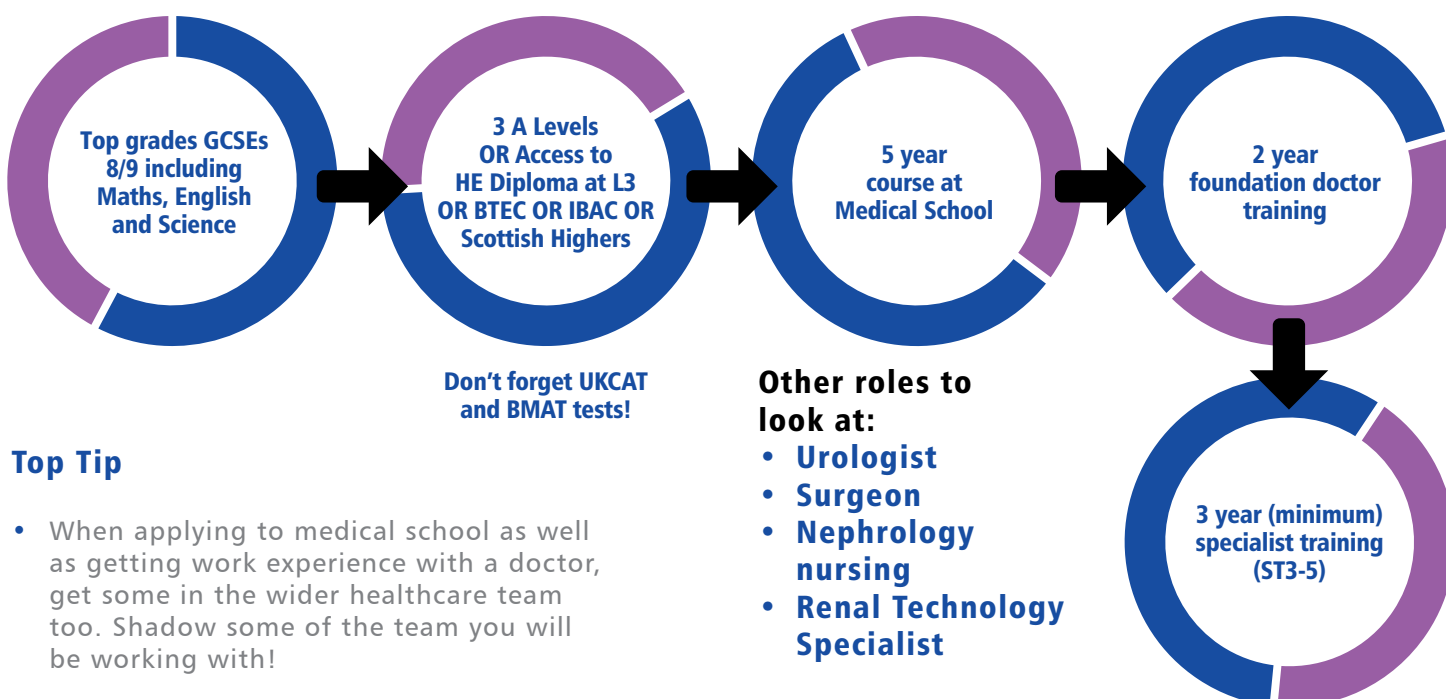 Top grades GCSEs
8/9 including
Maths, English
and Science
3 A Levels
OR Access to
HE Diploma at L3
OR BTEC OR IBAC OR
Scottish Highers
5 year
course at
Medical School
2 year
foundation doctor
training
3 year (minimum)
specialist training
(ST3-5)
Don't forget UKCAT
and BMAT tests!
Top Tip
• When applying to medical school as well
as getting work experience with a doctor,
get some in the wider healthcare team
too. Shadow some of the team you will
be working with!
Other roles to
look at:
• Urologist
• Surgeon
• Nephrology
nursing
• Renal Technology
Specialist